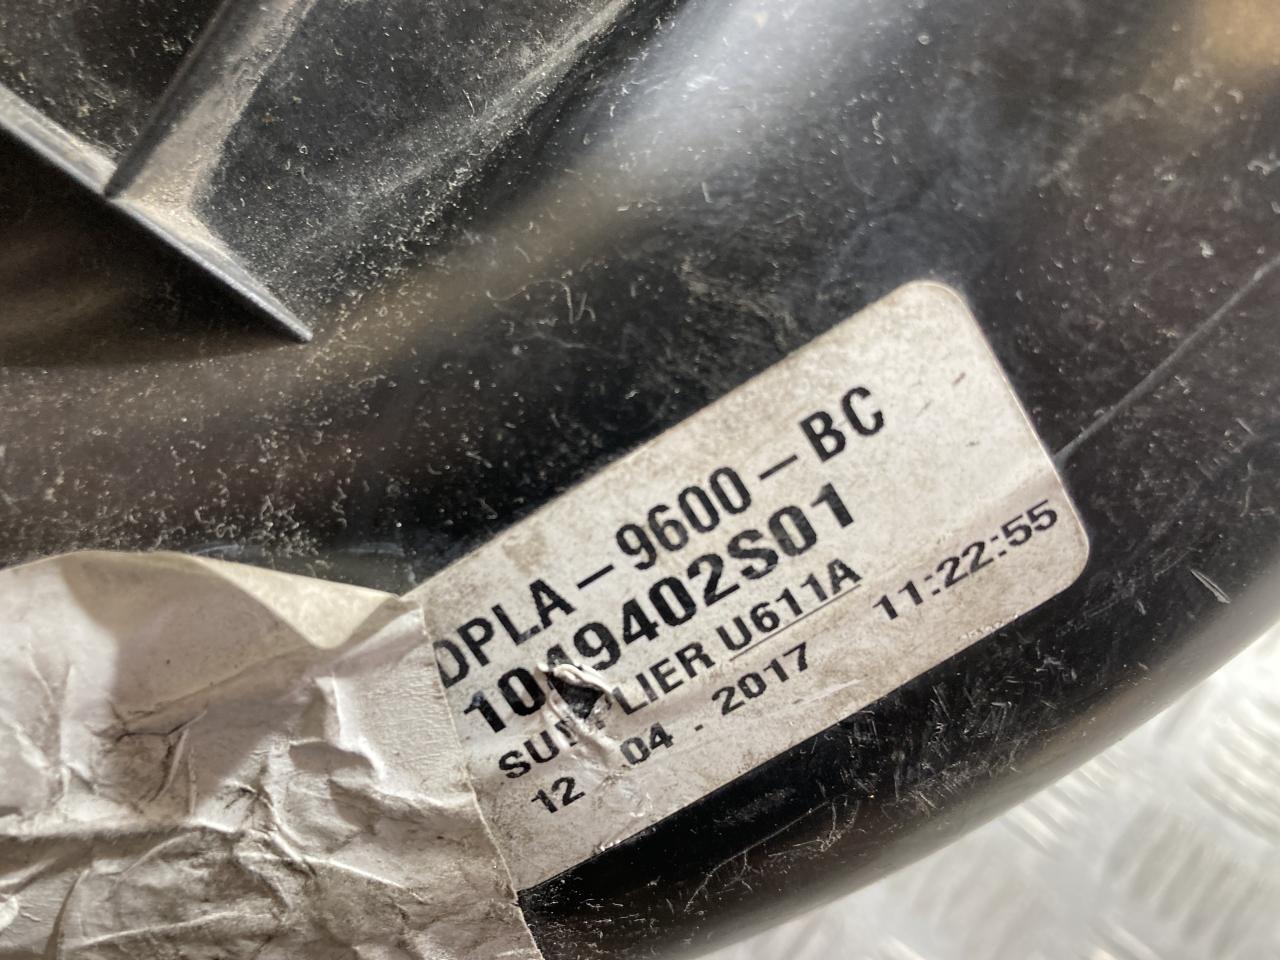 DPLA-9600-BC
1049402S01
SUPPLIER U611A
12 - 04 - 2017 11:22:55